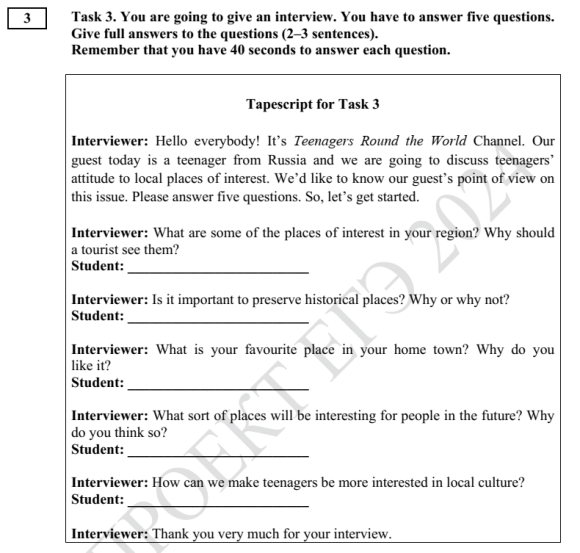 3
Task 3. You are going to give an interview. You have to answer five questions.
Give full answers to the questions (2–3 sentences).
Remember that you have 40 seconds to answer each question.
Tapescript for Task 3
Interviewer: Hello everybody! It’s Teenagers Round the World Channel. Our
guest today is a teenager from Russia and we are going to discuss teenagers’
attitude to local places of interest. We’d like to know our guest’s point of view on
this issue. Please answer five questions. So, let’s get started.
Interviewer: What are some of the places of interest in your region? Why should
a tourist see them?
Student: ____________________
Interviewer: Is it important to preserve historical places? Why or why not?
Student: ____________________
Interviewer: What is your favourite place in your home town? Why do you
like it?
Student: ____________________
Interviewer: What sort of places will be interesting for people in the future? Why
do you think so?
Student: ____________________
Interviewer: How can we make teenagers be more interested in local culture?
Student: ____________________
Interviewer: Thank you very much for your interview.
ПРОЕКТ ЕГЭ 2024